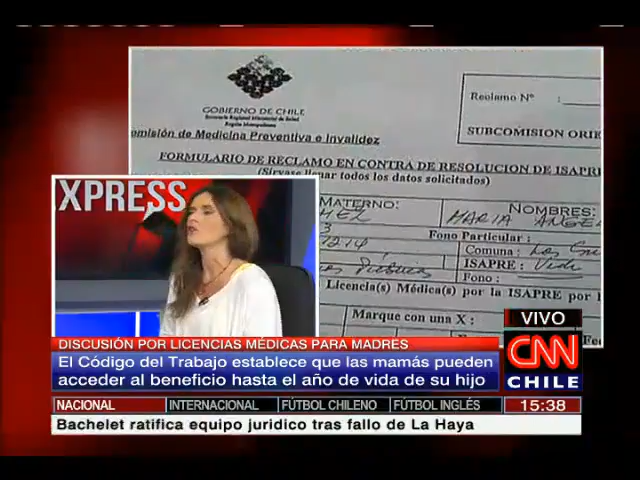 GOBIERNO DE CHILE
Reclamo Nº :
SUBCOMISION ORIE
omisión de Medicina Preventiva e Invalidez
FORMULARIO DE RECLAMO EN CONTRA DE RESOLUCION DE ISAPRE
(Sírvase llenar todos los datos solicitados)
MATERNO:
NOMBRES:
MARIA ANGEL
Fono Particular :
Comuna :
ISAPRE :
Fono :
Licencia(s) Médica(s) por la ISAPRE por
Marque con una X :
XPRESS
VIVO
CNN
CHILE
DISCUSIÓN POR LICENCIAS MÉDICAS PARA MADRES
El Código del Trabajo establece que las mamás pueden
acceder al beneficio hasta el año de vida de su hijo
NACIONAL INTERNACIONAL FÚTBOL CHILENO FÚTBOL INGLÉS 15:38
Bachelet ratifica equipo juridico tras fallo de La Haya